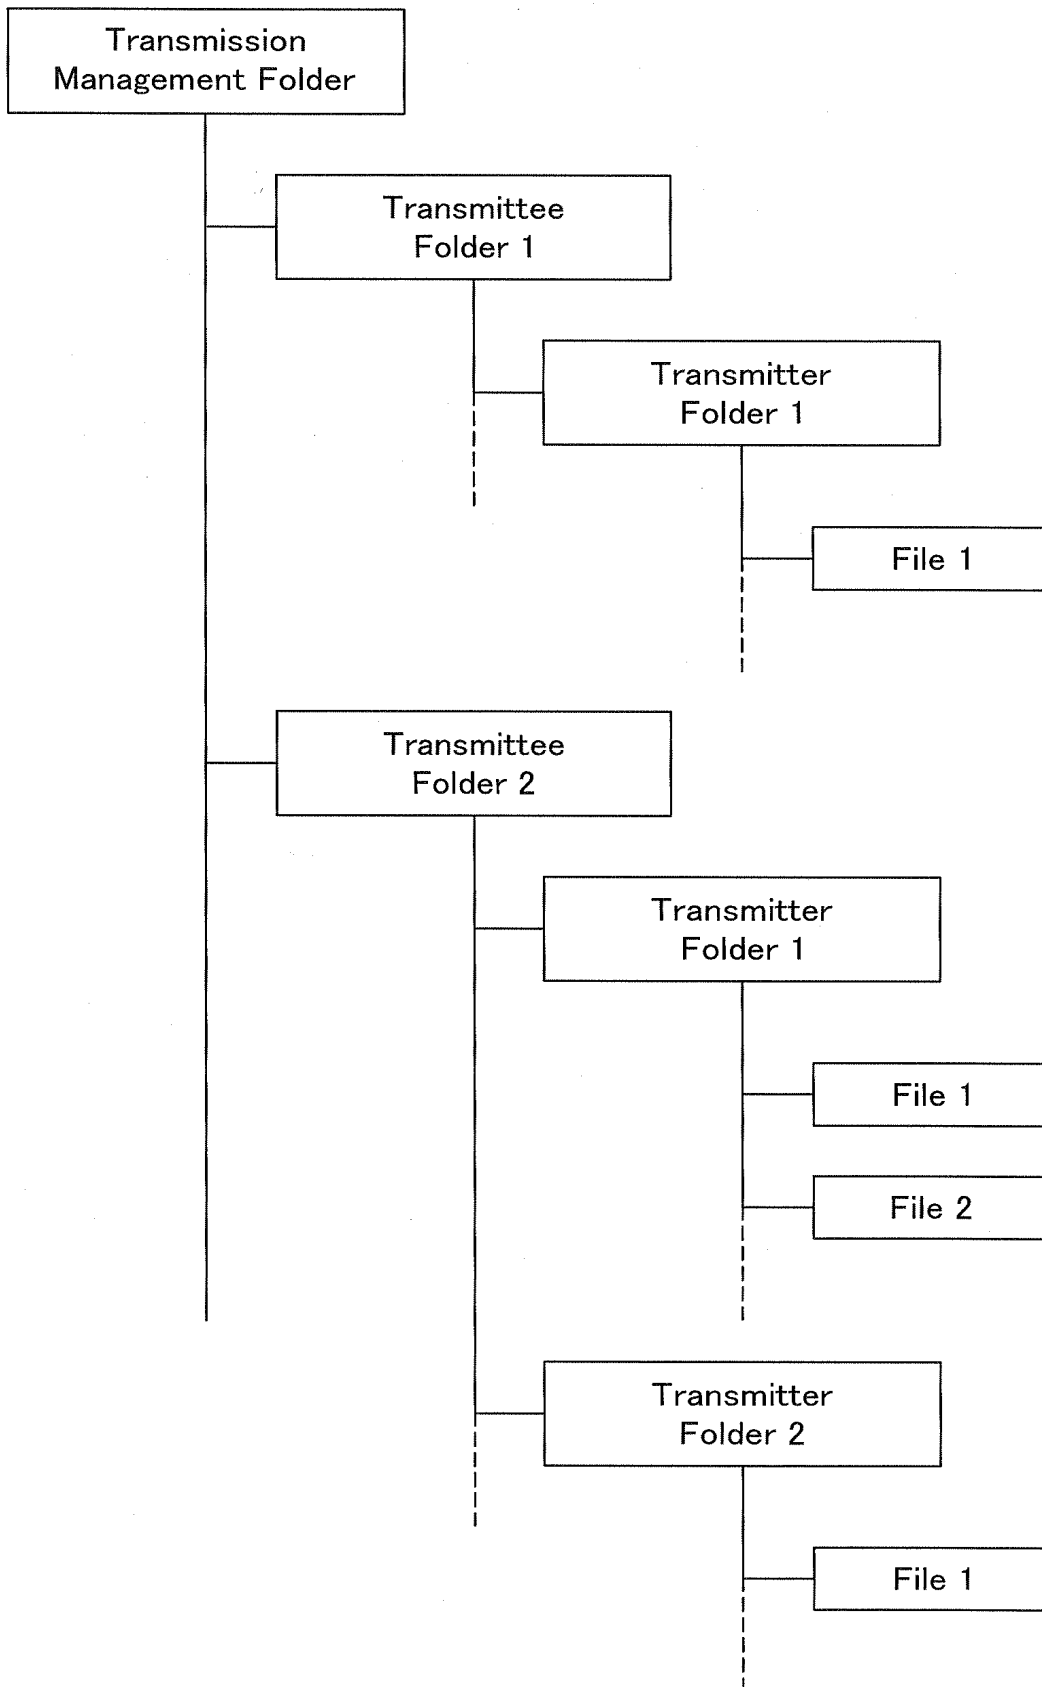 Transmission
Management Folder
Transmittee
Folder 1
Transmitter
Folder 1
File 1
Transmittee
Folder 2
Transmitter
Folder 1
File 1
File 2
Transmitter
Folder 2
File 1